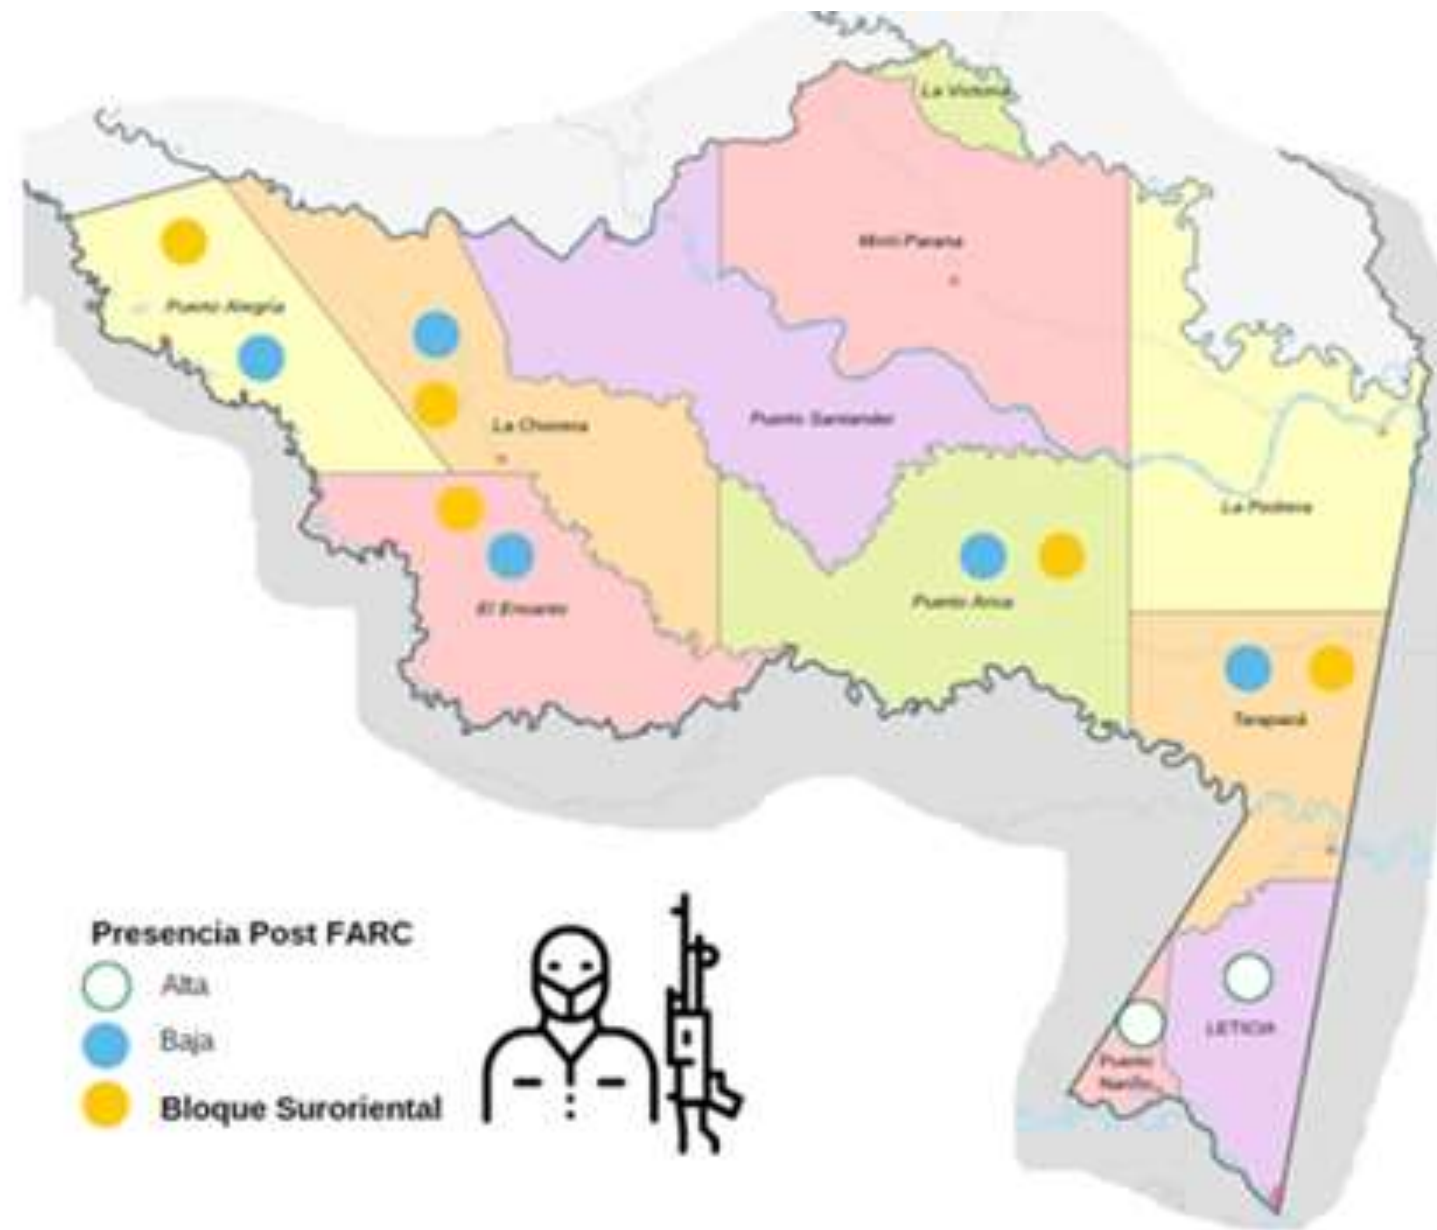 La Victoria
Mirití-Paraná
Puerto Alegría
La Chorrera
Puerto Santander
La Pedrera
El Encanto
Puerto Arica
Tarapacá
Presencia Post FARC
Alta
Baja
Bloque Suroriental
LETICIA
Puerto
Nariño